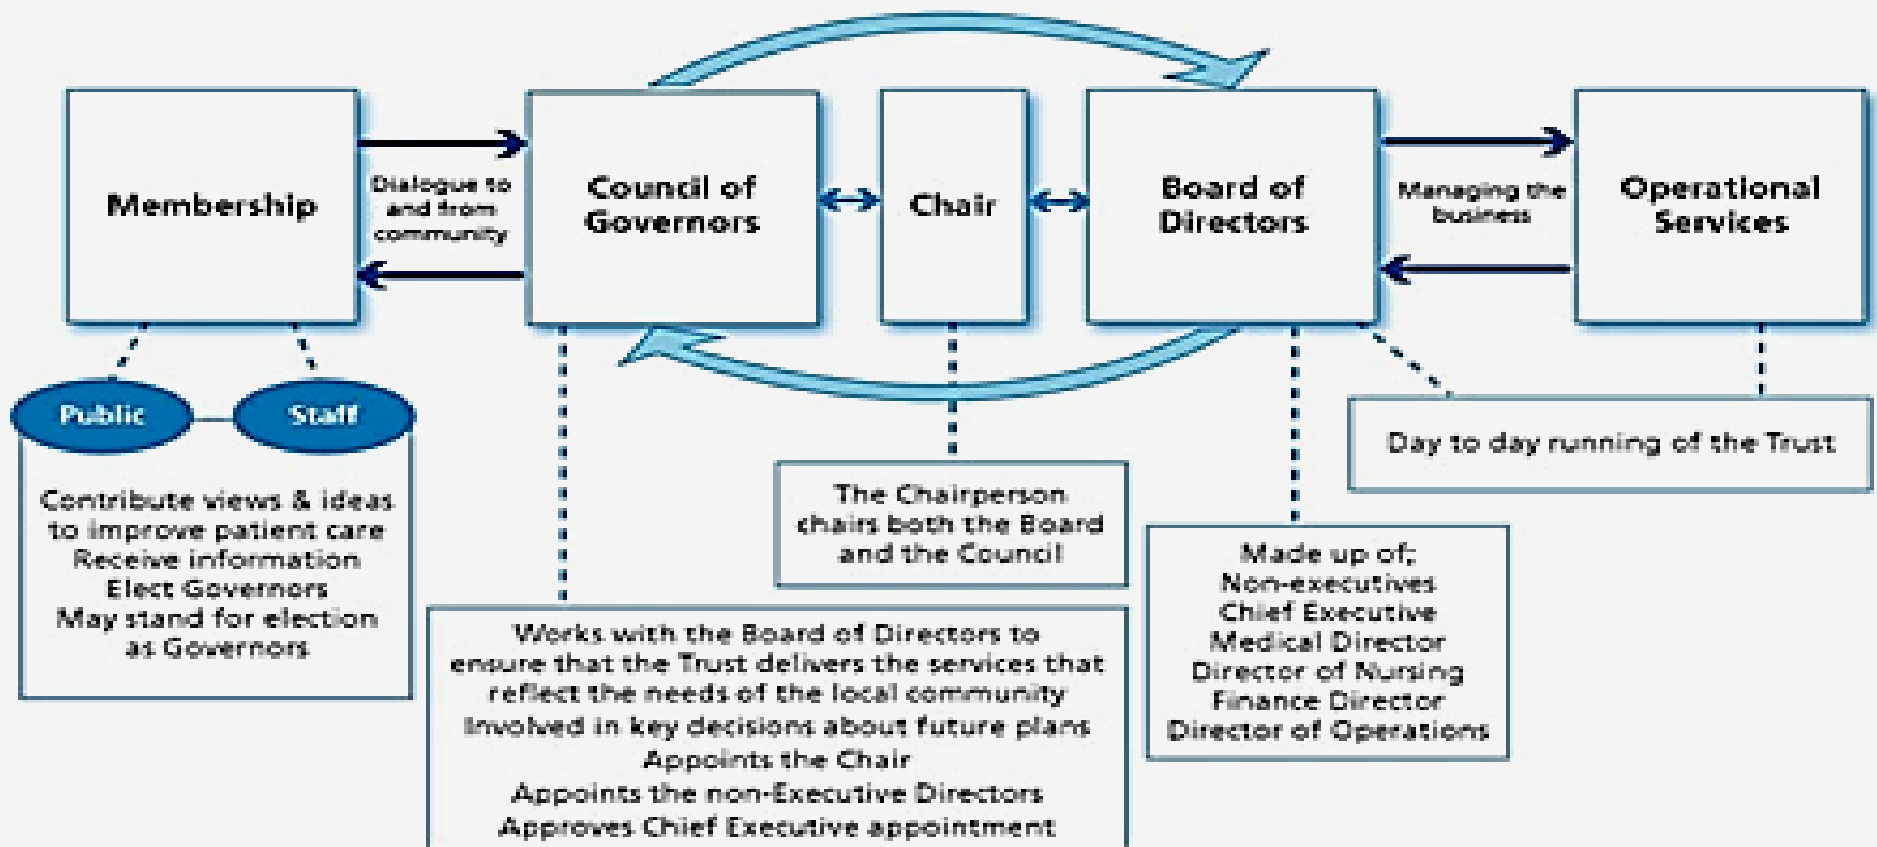 Membership
Dialogue to
and from
community
Council of
Governors
Chair
Board of
Directors
Managing the
business
Operational
Services
Public
Staff
Contribute views & ideas
to improve patient care
Receive information
Elect Governors
May stand for election
as Governors
Works with the Board of Directors to
ensure that the Trust delivers the services that
reflect the needs of the local community
Involved in key decisions about future plans
Appoints the Chair
Appoints the non-Executive Directors
Approves Chief Executive appointment
The Chairperson
chairs both the Board
and the Council
Made up of;
Non-executives
Chief Executive
Medical Director
Director of Nursing
Finance Director
Director of Operations
Day to day running of the Trust